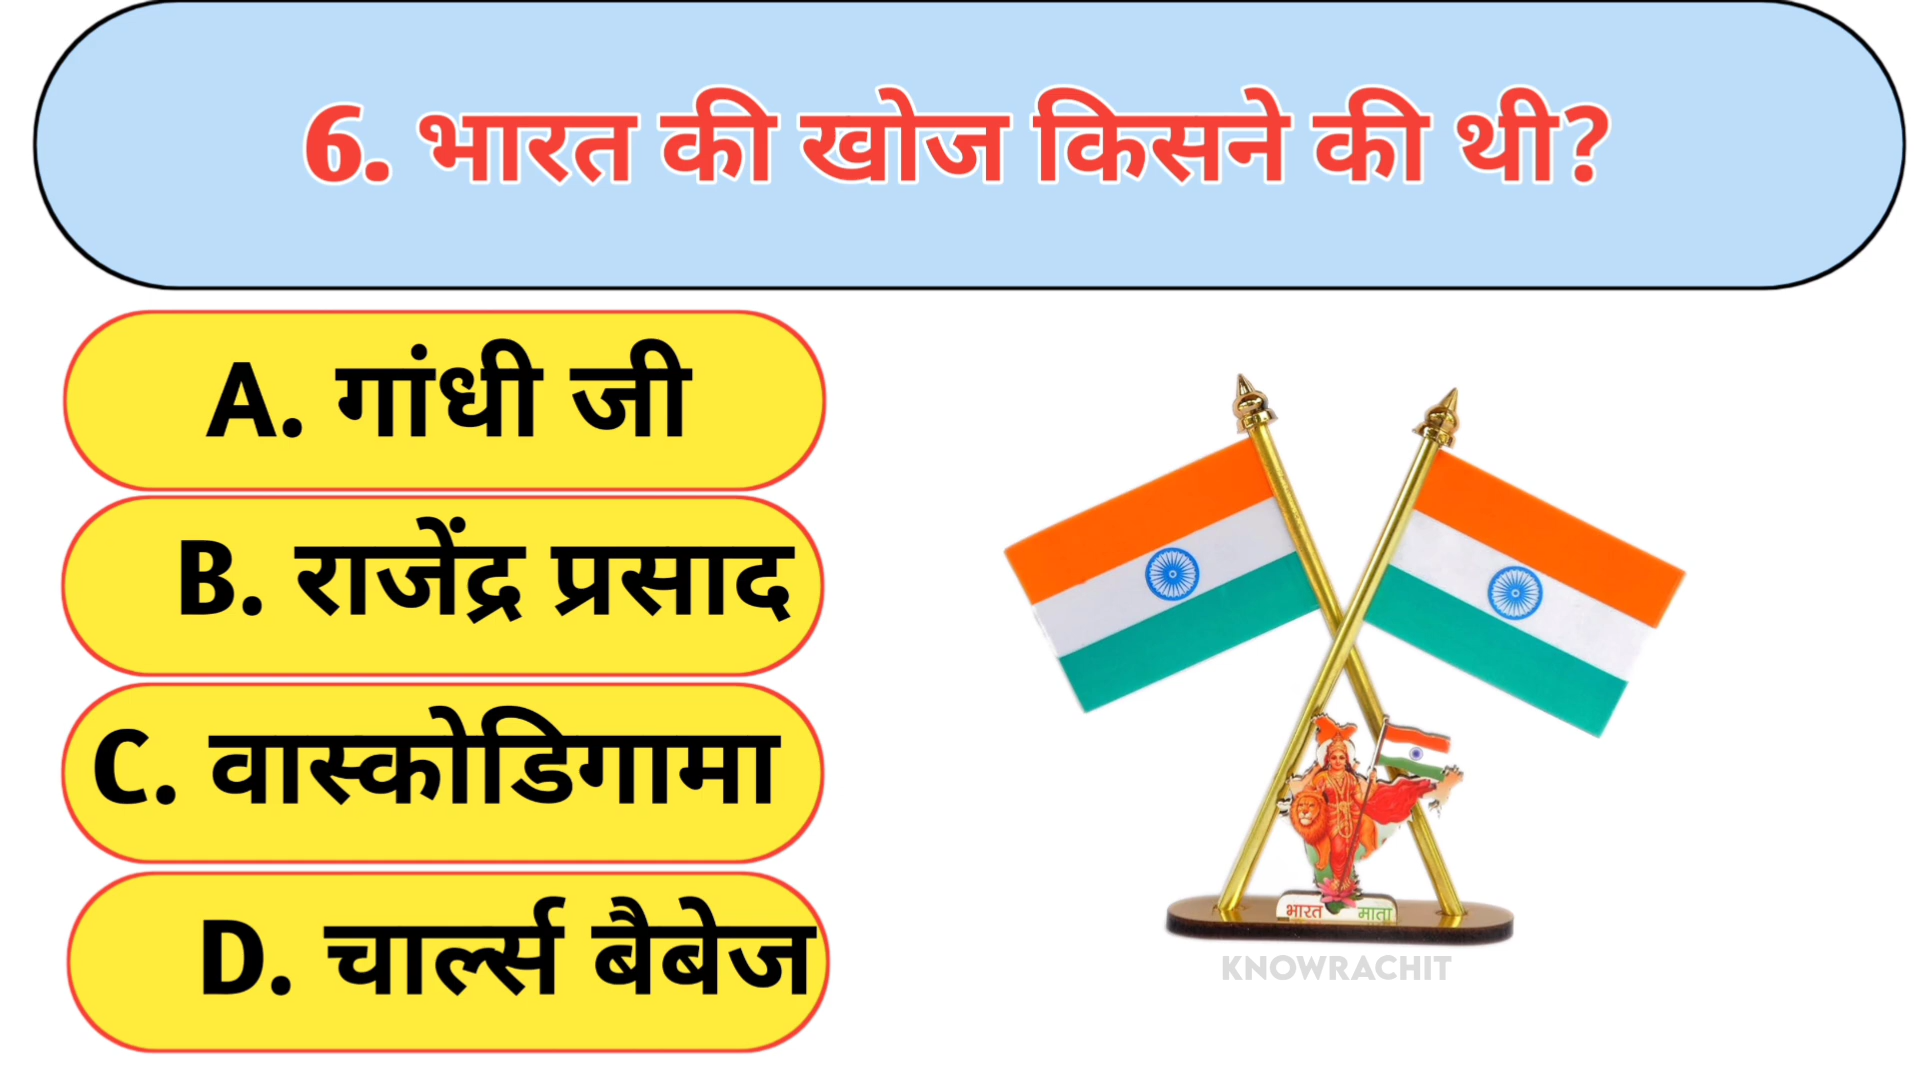 6. भारत की खोज किसने की थी?
A. गांधी जी
B. राजेंद्र प्रसाद
C. वास्कोडिगामा
D. चार्ल्स बैबेज
भारत माता
KNOWRACHIT